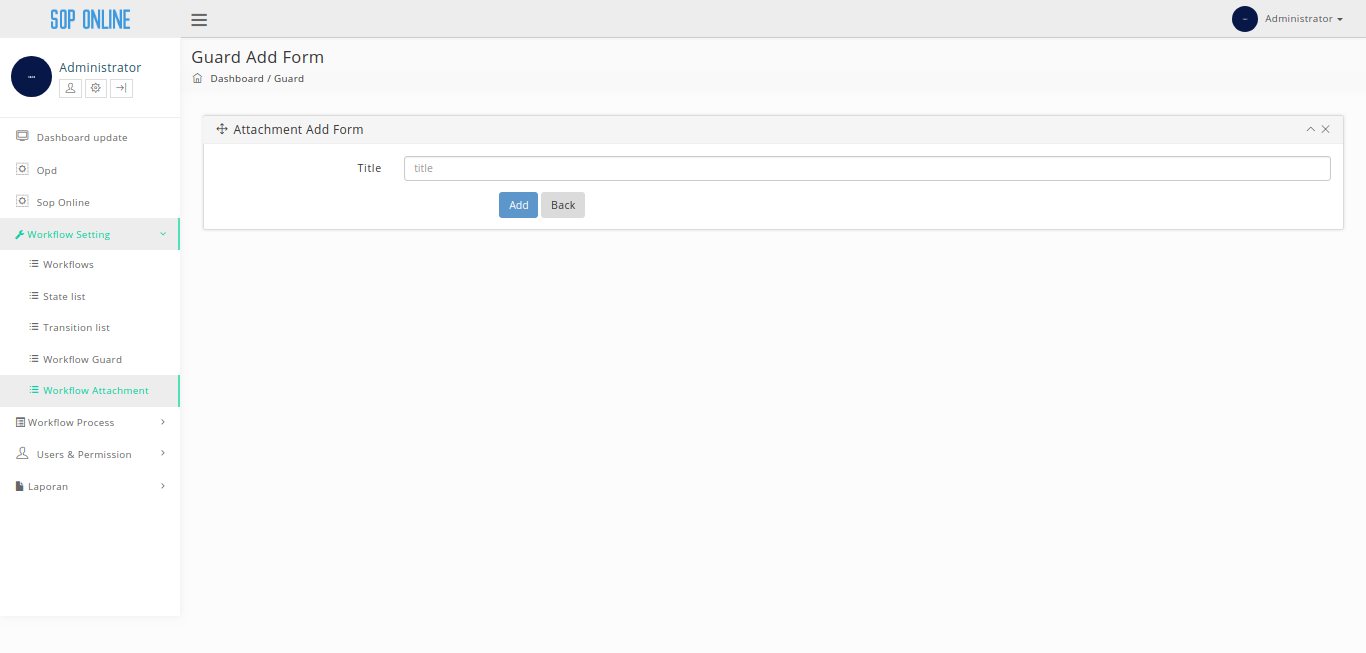 SOP ONLINE
Administrator
Administrator
Guard Add Form
Dashboard / Guard
Dashboard update
Opd
Sop Online
Workflow Setting
Workflows
State list
Transition list
Workflow Guard
Workflow Attachment
Workflow Process
Users & Permission
Laporan
Attachment Add Form
Title title
Add Back